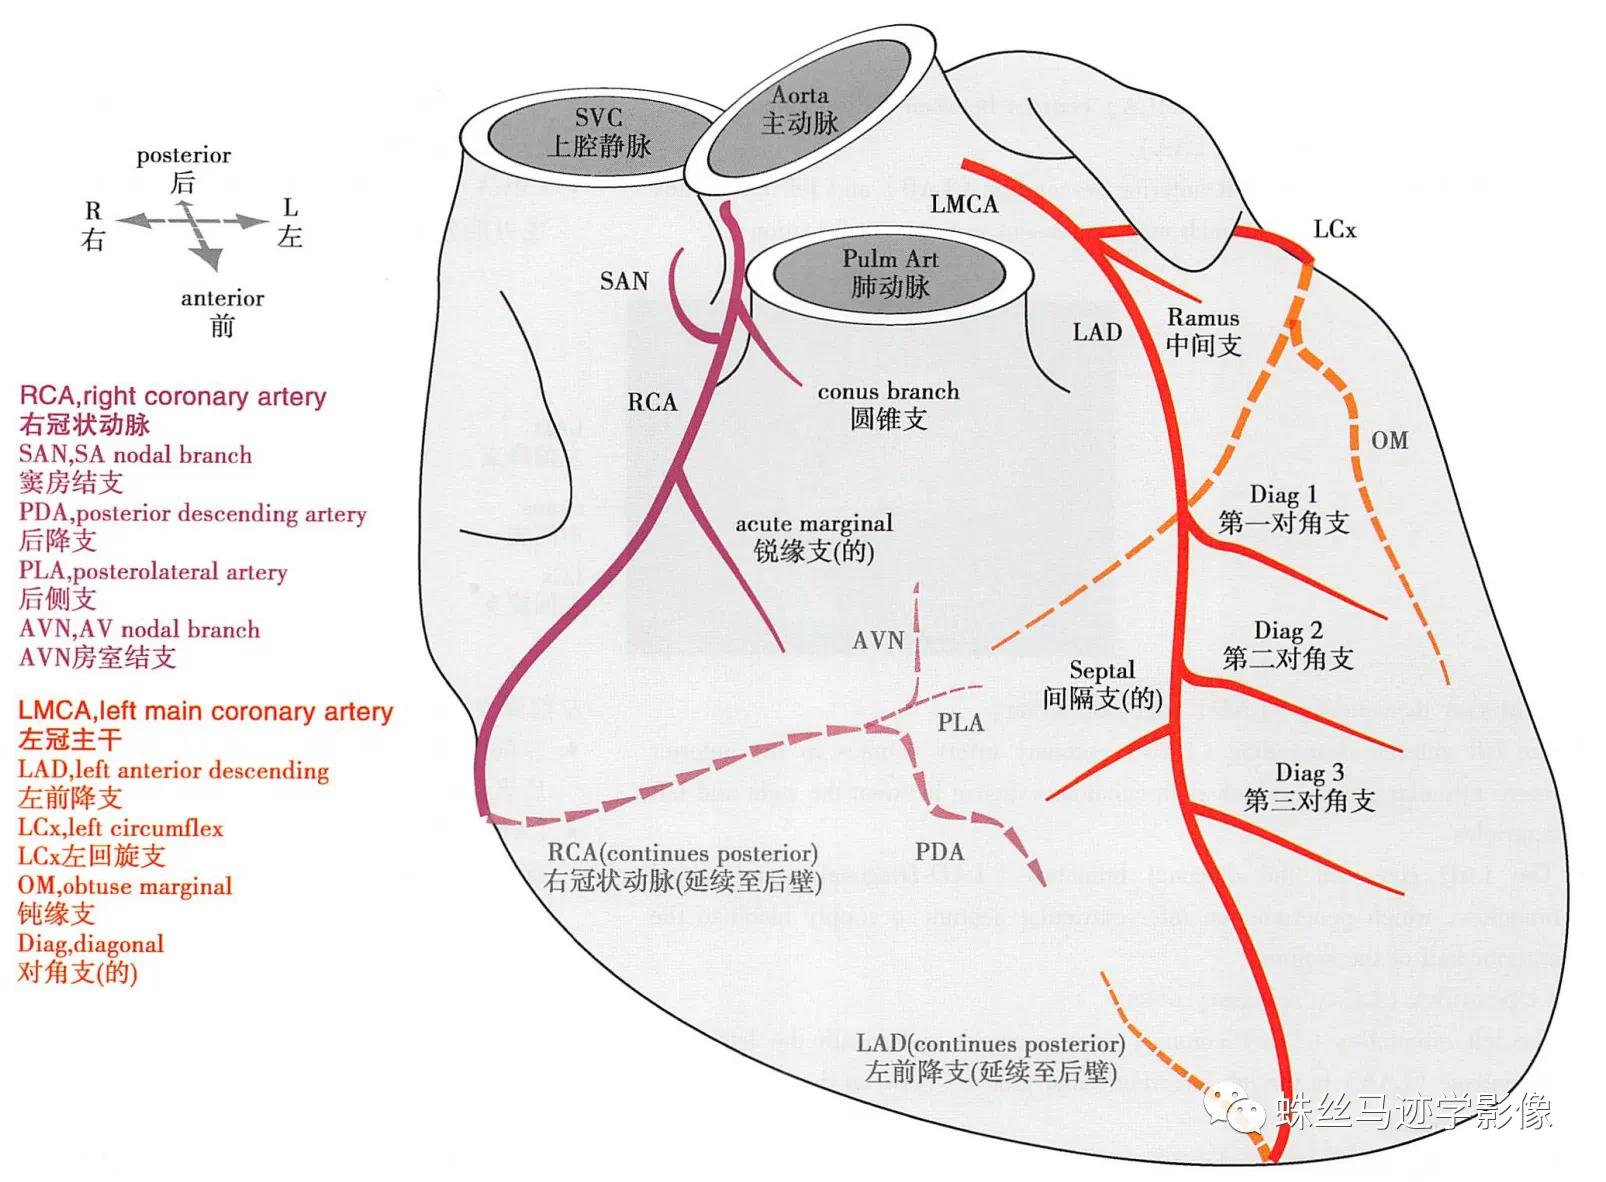 posterior
后
R
右
L
左
anterior
前
RCA,right coronary artery
右冠状动脉
SAN,SA nodal branch
窦房结支
PDA,posterior descending artery
后降支
PLA,posterolateral artery
后侧支
AVN,AV nodal branch
AVN房室结支
LMCA,left main coronary artery
左冠主干
LAD,left anterior descending
左前降支
LCx,left circumflex
LCx左回旋支
OM,obtuse marginal
钝缘支
Diag,diagonal
对角支(的)
SVC
上腔静脉
Aorta
主动脉
LMCA
LCx
SAN
Pulm Art
肺动脉
LAD
Ramus
中间支
RCA
conus branch
圆锥支
OM
acute marginal
锐缘支(的)
Diag 1
第一对角支
AVN
Diag 2
第二对角支
Septal
间隔支(的)
PLA
Diag 3
第三对角支
RCA(continues posterior)
右冠状动脉(延续至后壁)
PDA
LAD(continues posterior)
左前降支(延续至后壁)
蛛丝马迹学影像